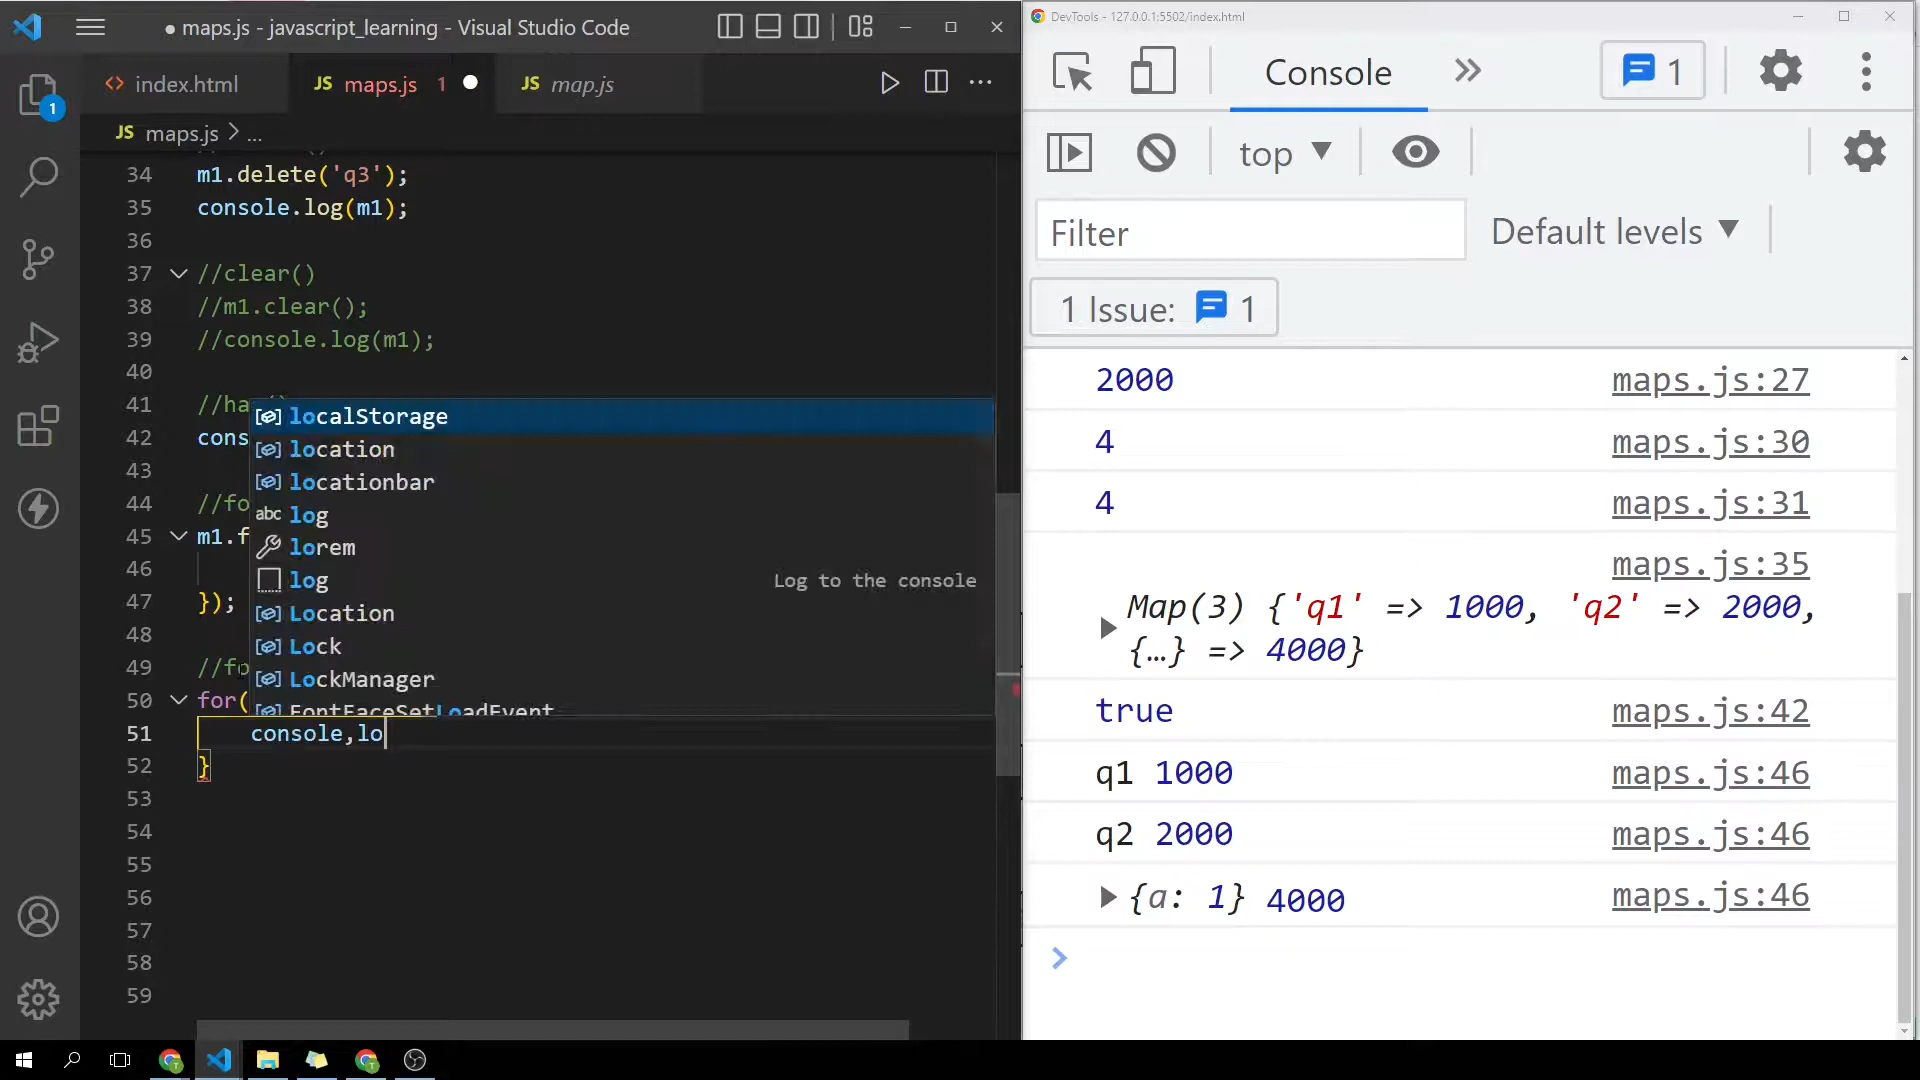 ● maps.js - javascript_learning - Visual Studio Code
index.html
JS maps.js 1
JS map.js
1
JS maps.js > ...
34 m1.delete('q3');
35 console.log(m1);
36
37 //clear()
38 //m1.clear();
39 //console.log(m1);
40
41 //ha
42 cons
43
44 //fo
45 m1.f
46
47 });
48
49 //fo
50 for(
51 console,lo
52 }
53
54
55
56
57
58
59
localStorage
location
locationbar
abc log
lorem
log Log to the console
Location
Lock
LockManager
FontFaceSetLoadEvent
DevTools - 127.0.0.1:5502/index.html
Console
1
top
Filter
Default levels
1 Issue: 1
2000 maps.js:27
4 maps.js:30
4 maps.js:31
maps.js:35
Map(3) {'q1' => 1000, 'q2' => 2000,
{…} => 4000}
true maps.js:42
q1 1000 maps.js:46
q2 2000 maps.js:46
{a: 1} 4000 maps.js:46